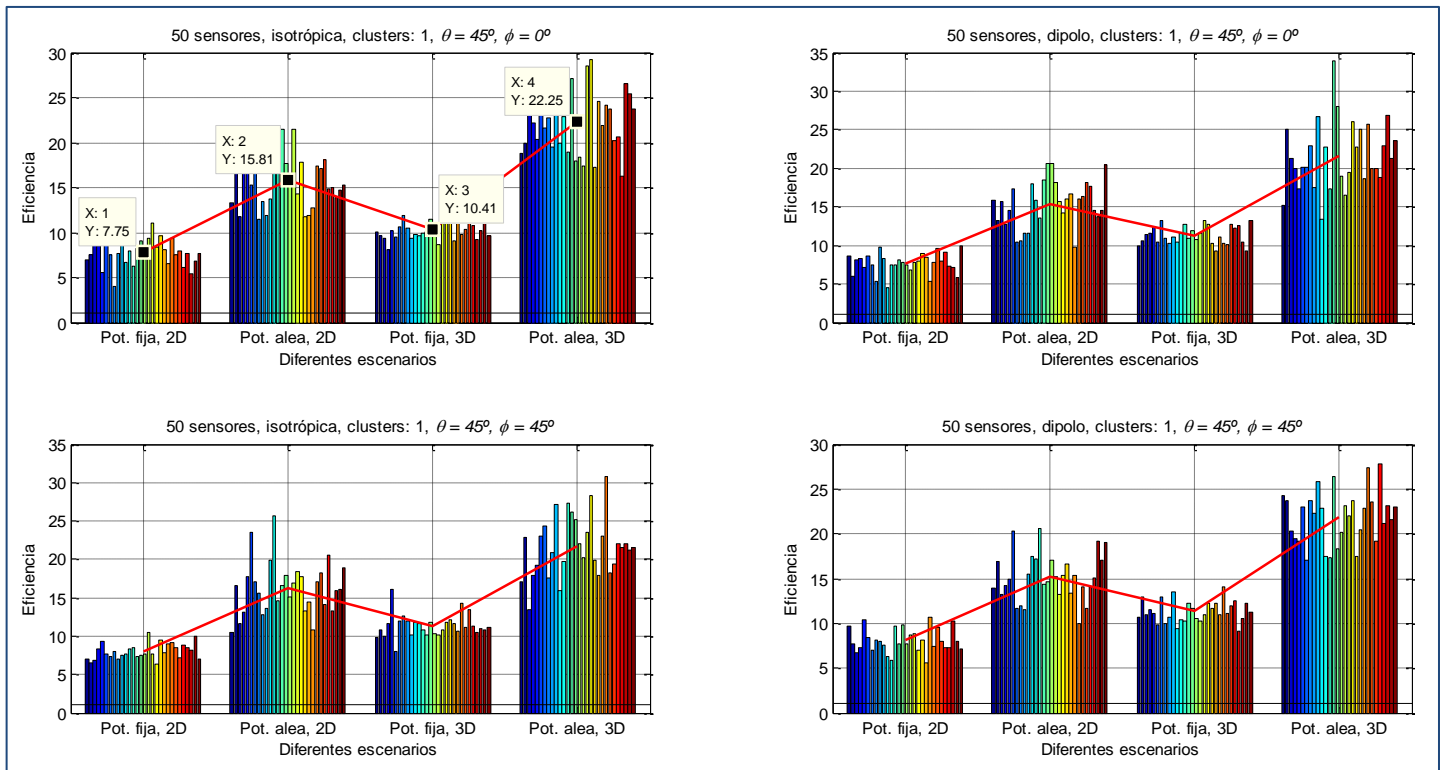 50 sensores, isotrópica, clusters: 1, θ = 45º, ϕ = 0º
30
25
20
15
10
5
0
Eficiencia
X: 1
Y: 7.75
X: 2
Y: 15.81
X: 3
Y: 10.41
X: 4
Y: 22.25
Pot. fija, 2D Pot. alea, 2D Pot. fija, 3D Pot. alea, 3D
Diferentes escenarios
50 sensores, dipolo, clusters: 1, θ = 45º, ϕ = 0º
35
30
25
20
15
10
5
0
Eficiencia
Pot. fija, 2D Pot. alea, 2D Pot. fija, 3D Pot. alea, 3D
Diferentes escenarios
50 sensores, isotrópica, clusters: 1, θ = 45º, ϕ = 45º
35
30
25
20
15
10
5
0
Eficiencia
Pot. fija, 2D Pot. alea, 2D Pot. fija, 3D Pot. alea, 3D
Diferentes escenarios
50 sensores, dipolo, clusters: 1, θ = 45º, ϕ = 45º
30
25
20
15
10
5
0
Eficiencia
Pot. fija, 2D Pot. alea, 2D Pot. fija, 3D Pot. alea, 3D
Diferentes escenarios